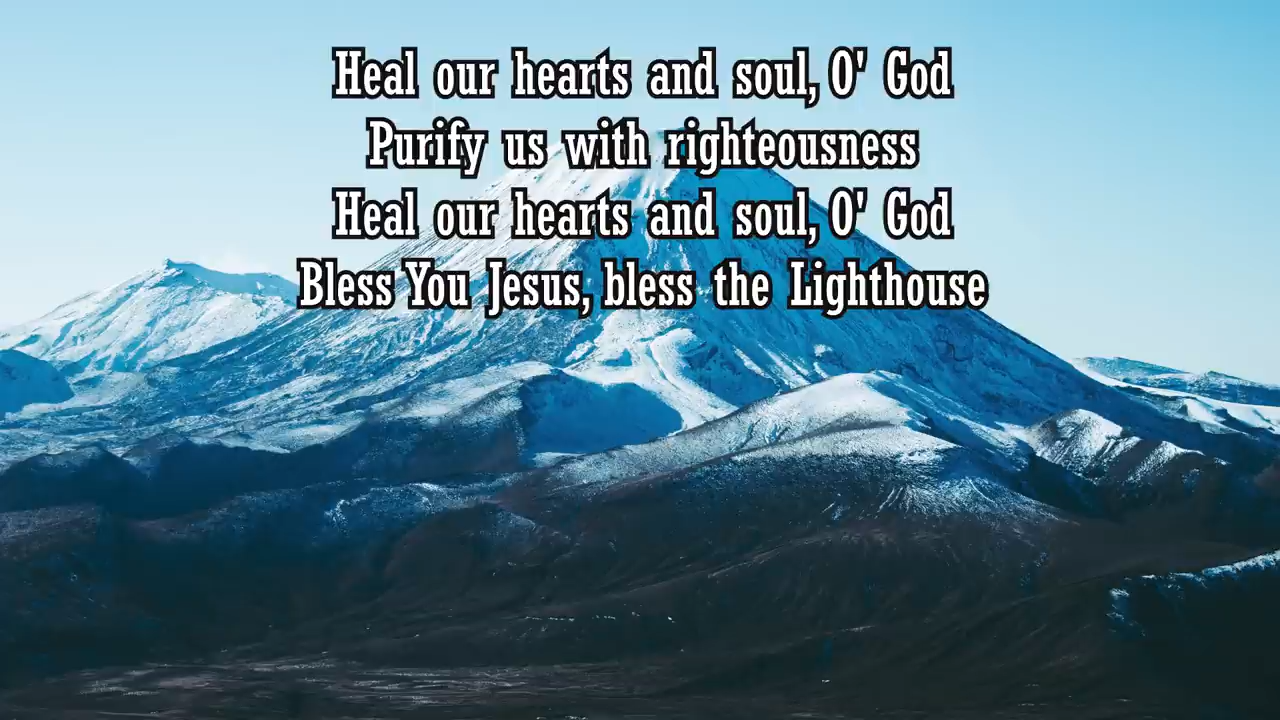 Heal our hearts and soul, O' God
Purify us with righteousness
Heal our hearts and soul, O' God
Bless You Jesus, bless the Lighthouse